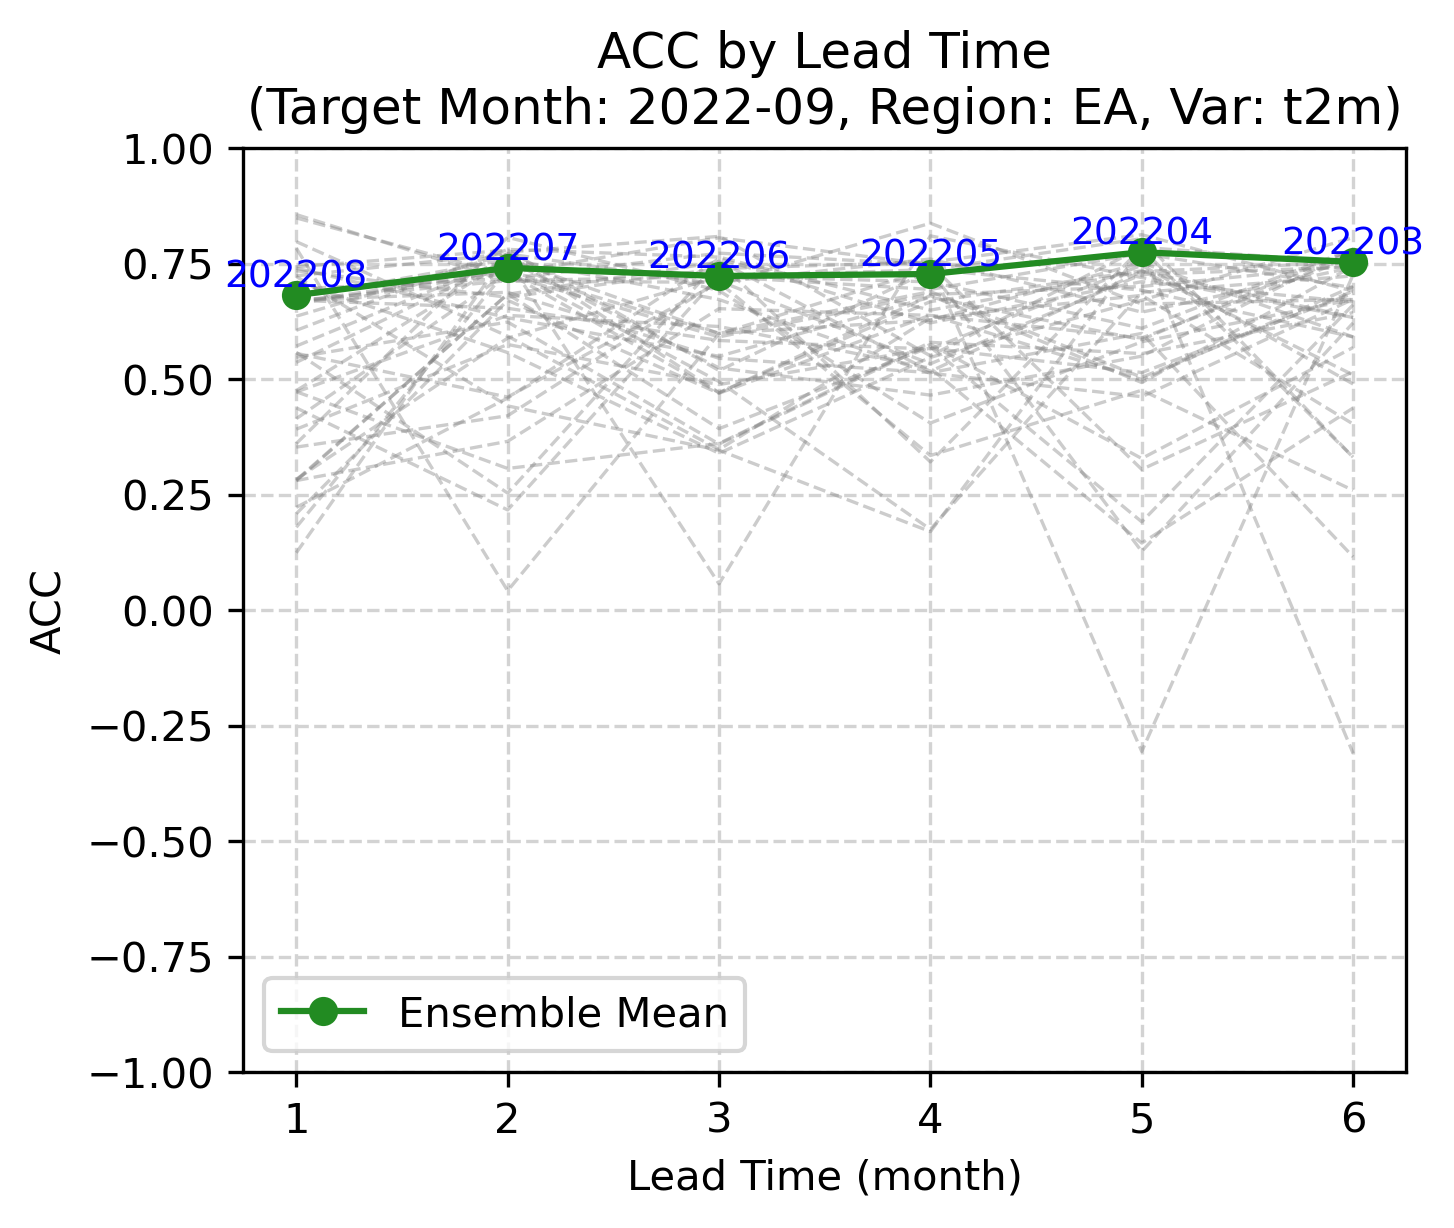 ACC by Lead Time
(Target Month: 2022-09, Region: EA, Var: t2m)
1.00
0.75
0.50
0.25
0.00
−0.25
−0.50
−0.75
−1.00
ACC
202208
202207
202206
202205
202204
202203
Ensemble Mean
1 2 3 4 5 6
Lead Time (month)